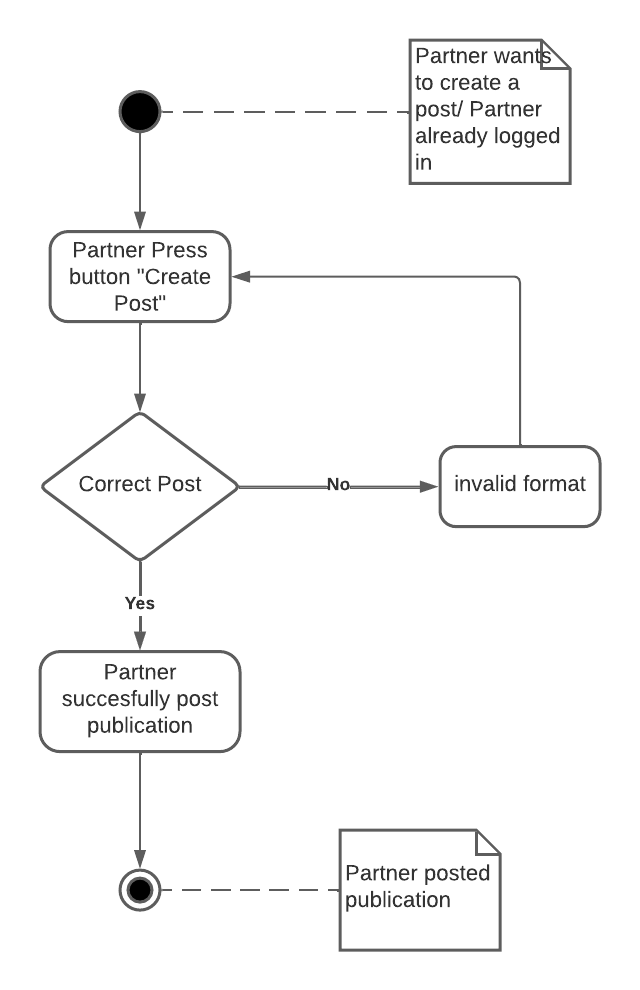 Partner wants
to create a
post/ Partner
already logged
in
Partner Press
button "Create
Post"
Correct Post
No
invalid format
Yes
Partner
succesfully post
publication
Partner posted
publication